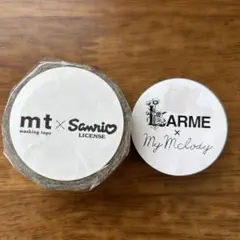 mt × Sanrio
masking tape LICENSE
LARME
×
My Melody